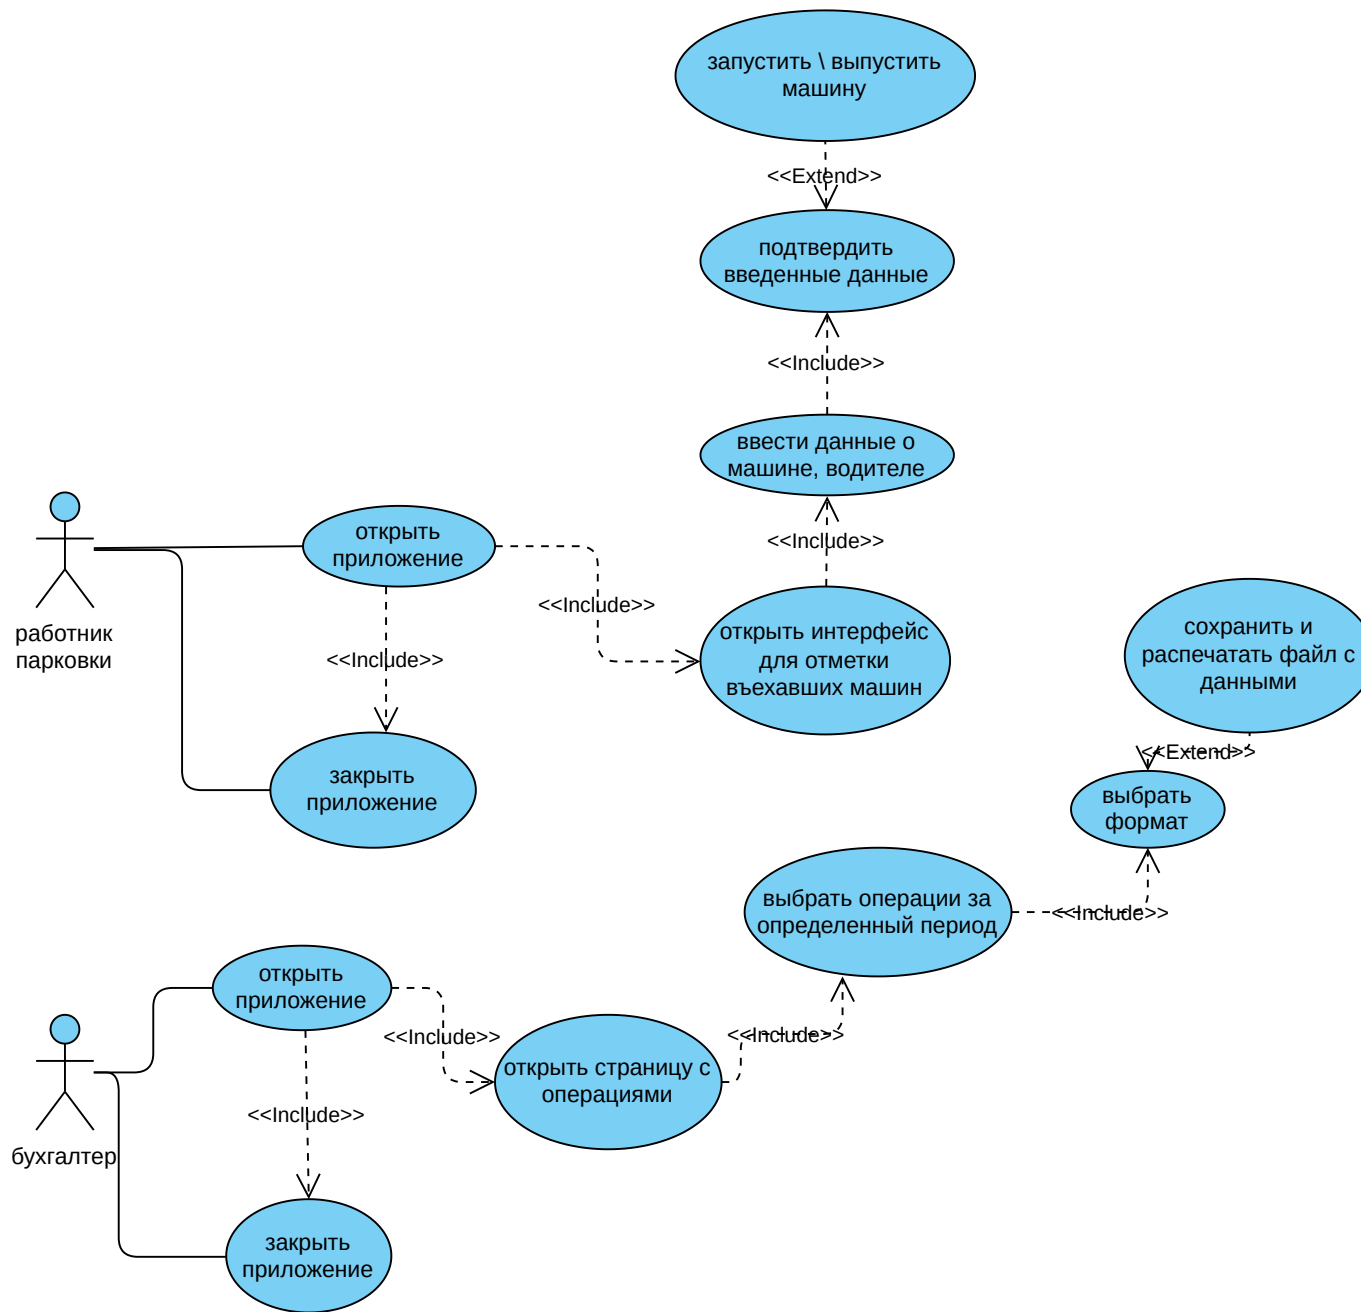 запустить \ выпустить
машину
<<Extend>>
подтвердить
введенные данные
<<Include>>
ввести данные о
машине, водителе
<<Include>>
открыть
приложение
<<Include>>
работник
парковки
<<Include>>
открыть интерфейс
для отметки
въехавших машин
сохранить и
распечатать файл с
данными
<<Extend>>
закрыть
приложение
выбрать
формат
<<Include>>
выбрать операции за
определенный период
<<Include>>
открыть
приложение
<<Include>>
открыть страницу с
операциями
<<Include>>
бухгалтер
закрыть
приложение